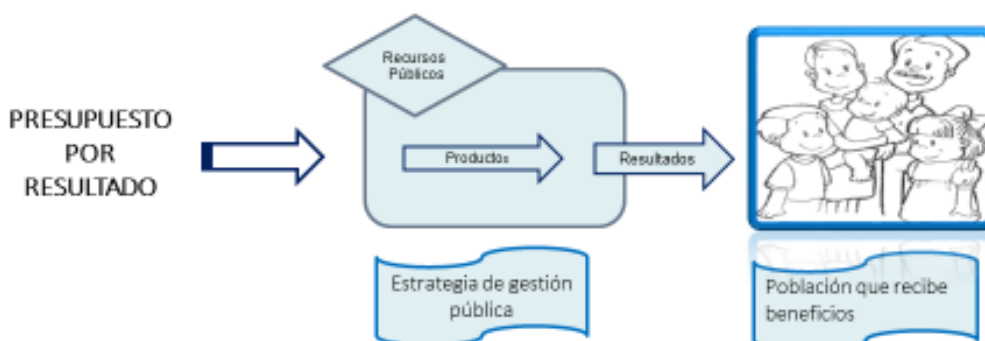 PRESUPUESTO
POR
RESULTADO
Recursos
Públicos
Productos
Resultados
Estrategia de gestión
pública
Población que recibe
beneficios